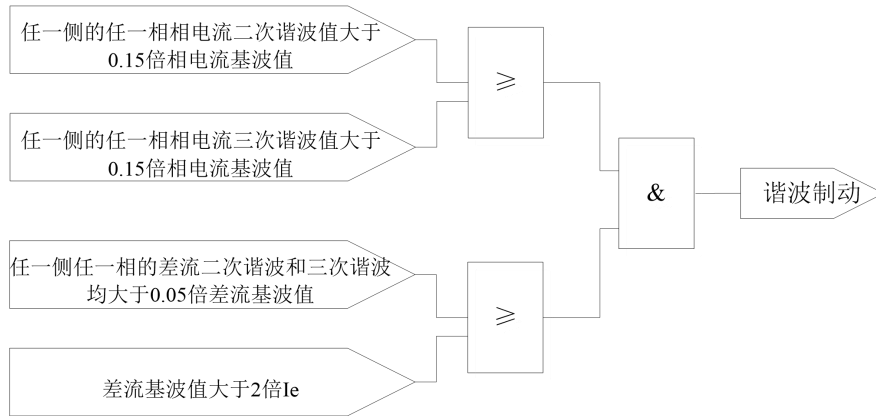 任一侧的任一相相电流二次谐波值大于
0.15倍相电流基波值
≥
任一侧的任一相相电流三次谐波值大于
0.15倍相电流基波值
&
谐波制动
任一侧任一相的差流二次谐波和三次谐波
均大于0.05倍差流基波值
≥
差流基波值大于2倍Ie